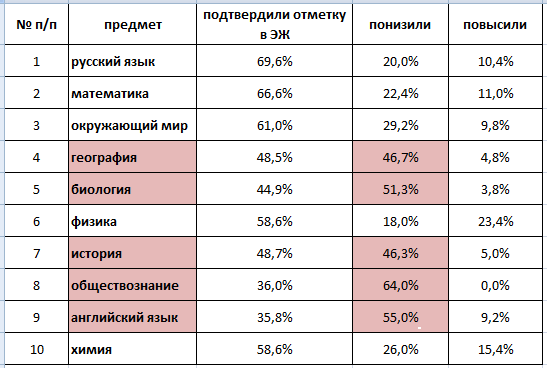 № п/п предмет подтвердили отметку в ЭЖ понизили повысили
1 русский язык 69,6% 20,0% 10,4%
2 математика 66,6% 22,4% 11,0%
3 окружающий мир 61,0% 29,2% 9,8%
4 география 48,5% 46,7% 4,8%
5 биология 44,9% 51,3% 3,8%
6 физика 58,6% 18,0% 23,4%
7 история 48,7% 46,3% 5,0%
8 обществознание 36,0% 64,0% 0,0%
9 английский язык 35,8% 55,0% 9,2%
10 химия 58,6% 26,0% 15,4%